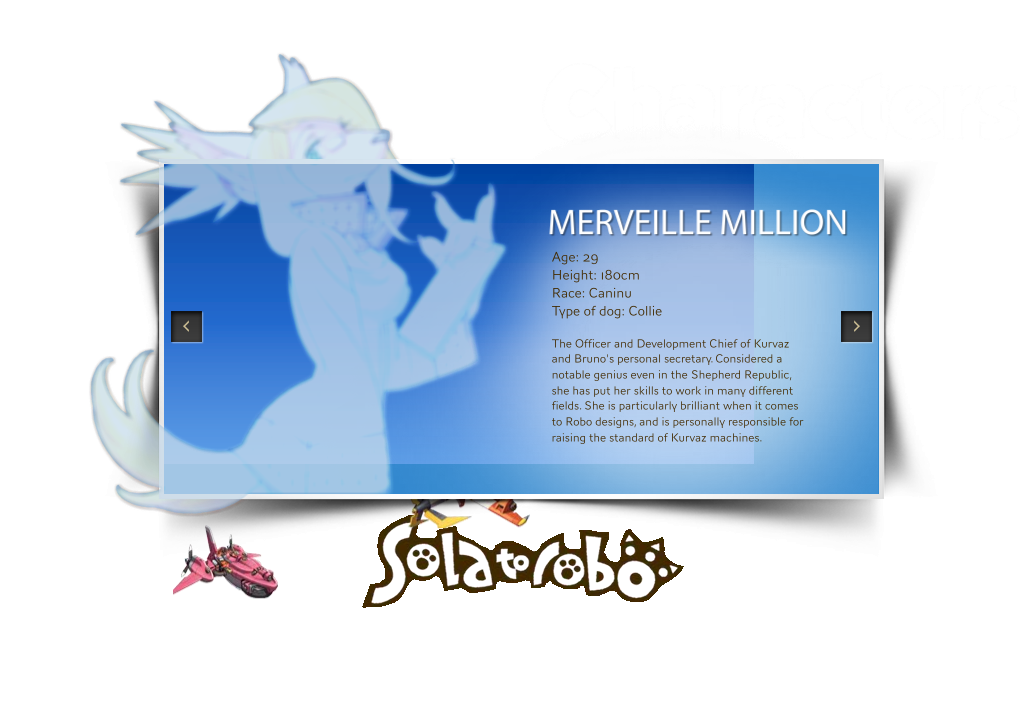 MERVEILLE MILLION
Age: 29
Height: 180cm
Race: Caninu
Type of dog: Collie
The Officer and Development Chief of Kurvaz
and Bruno's personal secretary. Considered a
notable genius even in the Shepherd Republic,
she has put her skills to work in many different
fields. She is particularly brilliant when it comes
to Robo designs, and is personally responsible for
raising the standard of Kurvaz machines.
Solatorobo